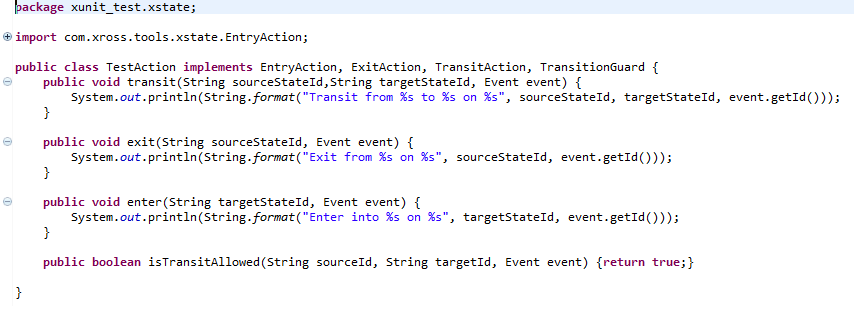 package xunit_test.xstate;
import com.xross.tools.xstate.EntryAction;
public class TestAction implements EntryAction, ExitAction, TransitAction, TransitionGuard {
    public void transit(String sourceStateId,String targetStateId, Event event) {
        System.out.println(String.format("Transit from %s to %s on %s", sourceStateId, targetStateId, event.getId()));
    }
    public void exit(String sourceStateId, Event event) {
        System.out.println(String.format("Exit from %s on %s", sourceStateId, event.getId()));
    }
    public void enter(String targetStateId, Event event) {
        System.out.println(String.format("Enter into %s on %s", targetStateId, event.getId()));
    }
    public boolean isTransitAllowed(String sourceId, String targetId, Event event) {return true;}
}